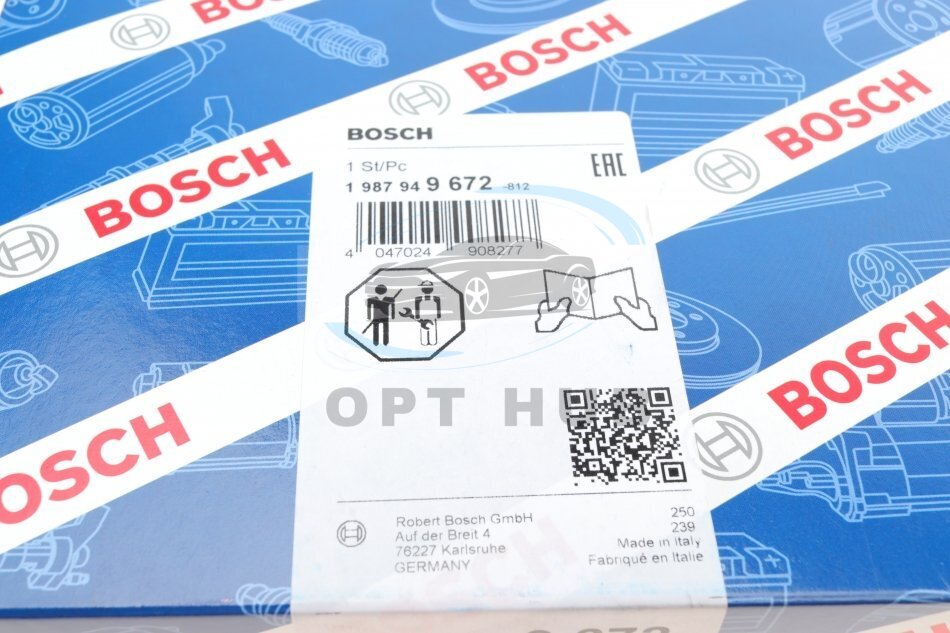 BOSCH
BOSCH
BOSCH
BOSCH
OSCH
BOSCH
BOSCH
1 St/Pc
EAC
1 987 94 9 672 -812
4 047024 908277
OPT H
Robert Bosch GmbH
Auf der Breit 4
76227 Karlsruhe
GERMANY
250
239
Made in Italy
Fabriqué en Italie